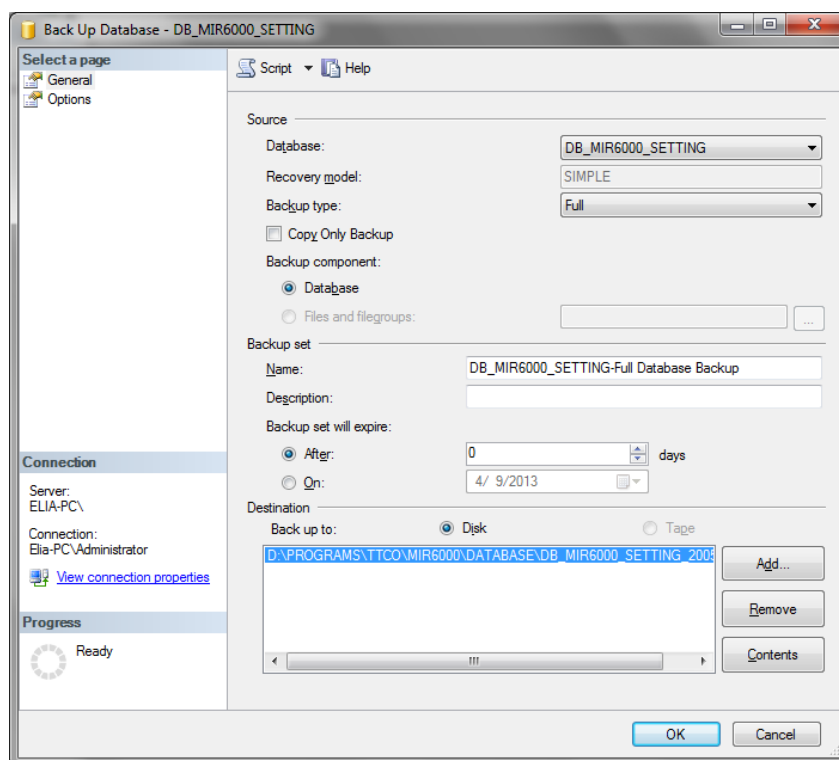 Back Up Database - DB_MIR6000_SETTING
Select a page
General
Options
Script
Help
Source
Database: DB_MIR6000_SETTING
Recovery model: SIMPLE
Backup type: Full
Copy Only Backup
Backup component:
Database
Files and filegroups: ...
Backup set
Name: DB_MIR6000_SETTING-Full Database Backup
Description:
Backup set will expire:
After: 0 days
On: 4/ 9/2013
Destination
Back up to: Disk Tape
D:\PROGRAMS\TTCO\MIR6000\DATABASE\DB_MIR6000_SETTING_2005
Add...
Remove
Contents
Connection
Server:
ELIA-PC\
Connection:
Elia-PC\Administrator
View connection properties
Progress
Ready
OK Cancel